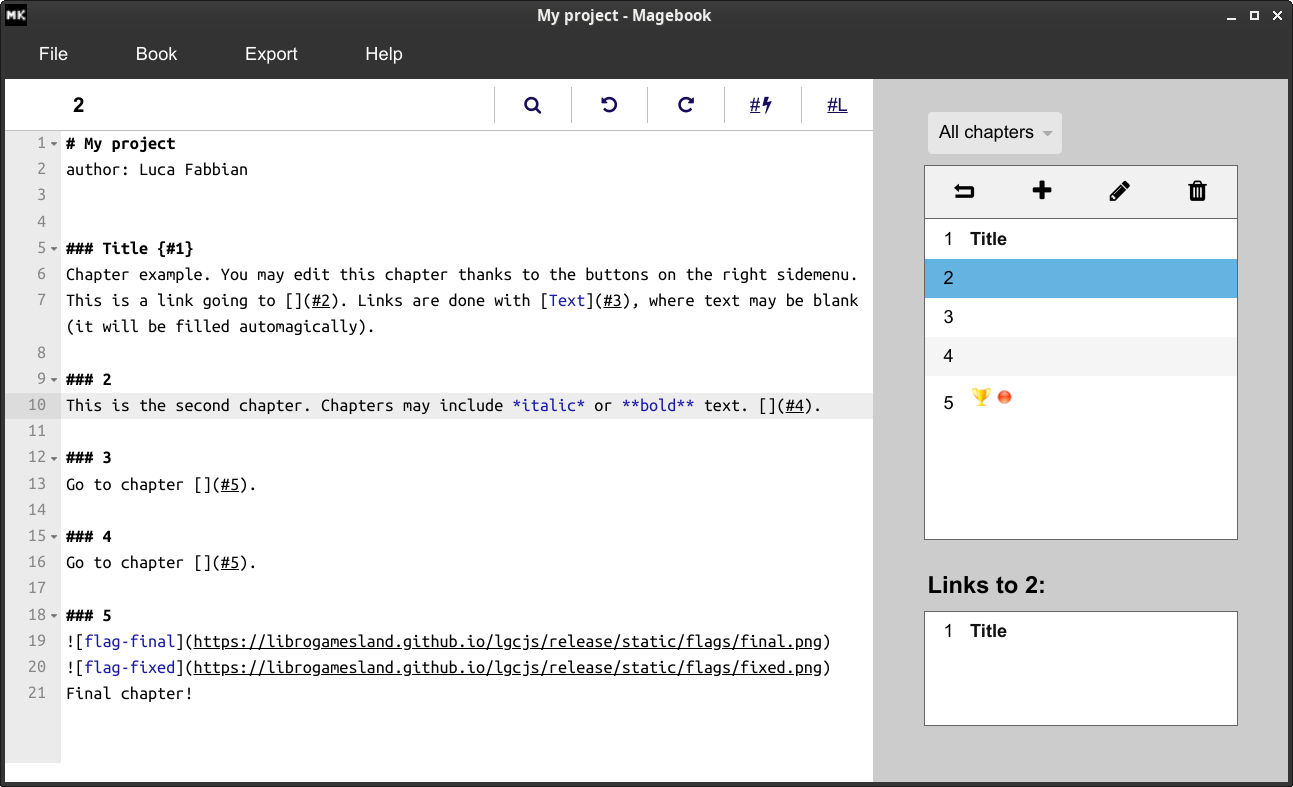 MK
My project - Magebook
File Book Export Help
2 #L
1 # My project
2 author: Luca Fabbian
3
4
5 ### Title {#1}
6 Chapter example. You may edit this chapter thanks to the buttons on the right sidemenu.
7 This is a link going to [](#2). Links are done with [Text](#3), where text may be blank
(it will be filled automagically).
8
9 ### 2
10 This is the second chapter. Chapters may include *italic* or **bold** text. [](#4).
11
12 ### 3
13 Go to chapter [](#5).
14
15 ### 4
16 Go to chapter [](#5).
17
18 ### 5
19 ![flag-final](https://librogamesland.github.io/lgcjs/release/static/flags/final.png)
20 ![flag-fixed](https://librogamesland.github.io/lgcjs/release/static/flags/fixed.png)
21 Final chapter!
All chapters
1 Title
2
3
4
5
Links to 2:
1 Title